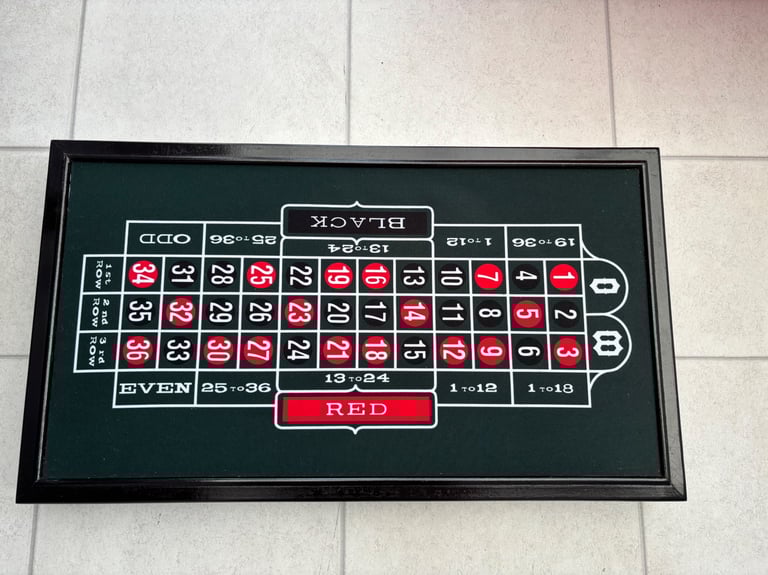 BLACK
ODD 25 TO 36 13 TO 24 1 TO 12 19 TO 36
1st ROW 34 31 28 25 22 19 16 13 10 7 4 1 0
2nd ROW 35 32 29 26 23 20 17 14 11 8 5 2
3rd ROW 36 33 30 27 24 21 18 15 12 9 6 3 00
EVEN 25 TO 36 13 TO 24 1 TO 12 1 TO 18
RED